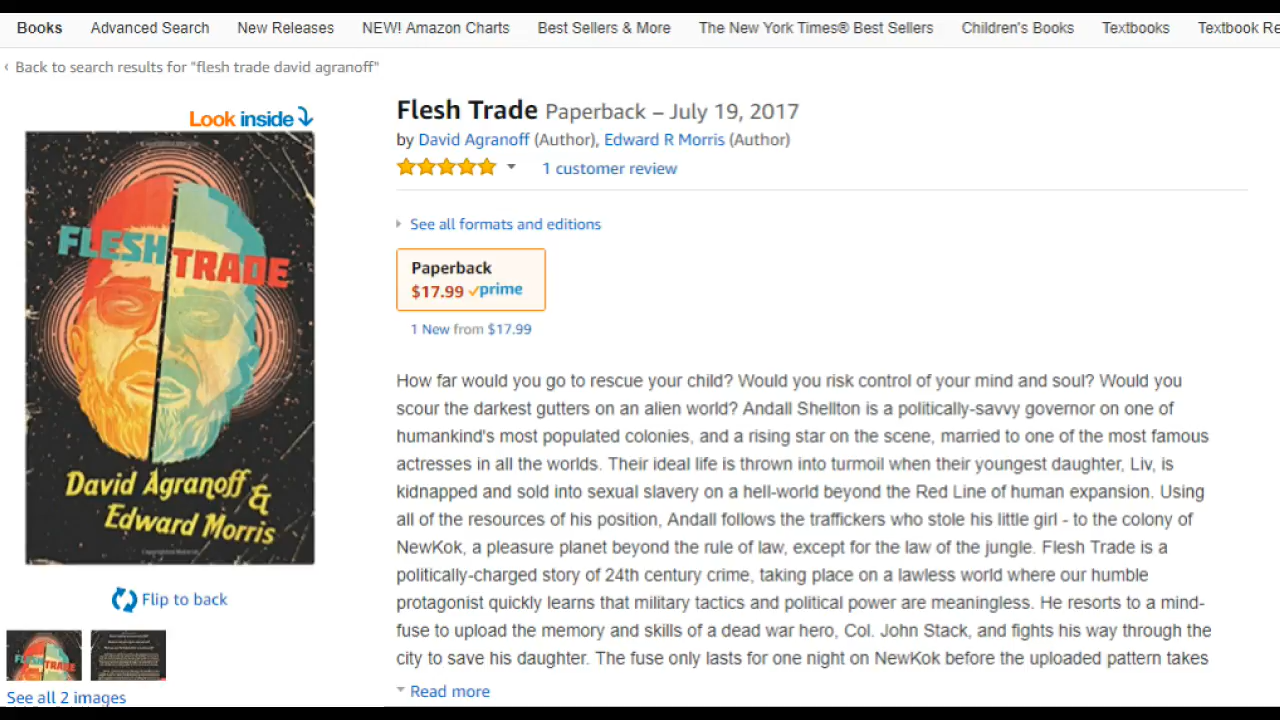 Books Advanced Search New Releases NEW! Amazon Charts Best Sellers & More The New York Times® Best Sellers Children's Books Textbooks Textbook Re
‹ Back to search results for "flesh trade david agranoff"
Look inside
FLESH TRADE
David Agranoff &
Edward Morris
Flip to back
See all 2 images
Flesh Trade Paperback – July 19, 2017
by David Agranoff (Author), Edward R Morris (Author)
1 customer review
See all formats and editions
Paperback
$17.99 prime
1 New from $17.99
How far would you go to rescue your child? Would you risk control of your mind and soul? Would you
scour the darkest gutters on an alien world? Andall Shellton is a politically-savvy governor on one of
humankind's most populated colonies, and a rising star on the scene, married to one of the most famous
actresses in all the worlds. Their ideal life is thrown into turmoil when their youngest daughter, Liv, is
kidnapped and sold into sexual slavery on a hell-world beyond the Red Line of human expansion. Using
all of the resources of his position, Andall follows the traffickers who stole his little girl - to the colony of
NewKok, a pleasure planet beyond the rule of law, except for the law of the jungle. Flesh Trade is a
politically-charged story of 24th century crime, taking place on a lawless world where our humble
protagonist quickly learns that military tactics and political power are meaningless. He resorts to a mind-
fuse to upload the memory and skills of a dead war hero, Col. John Stack,and fights his way through the
city to save his daughter. The fuse only lasts for onenight on NewKok before the uploaded pattern takes
Read more